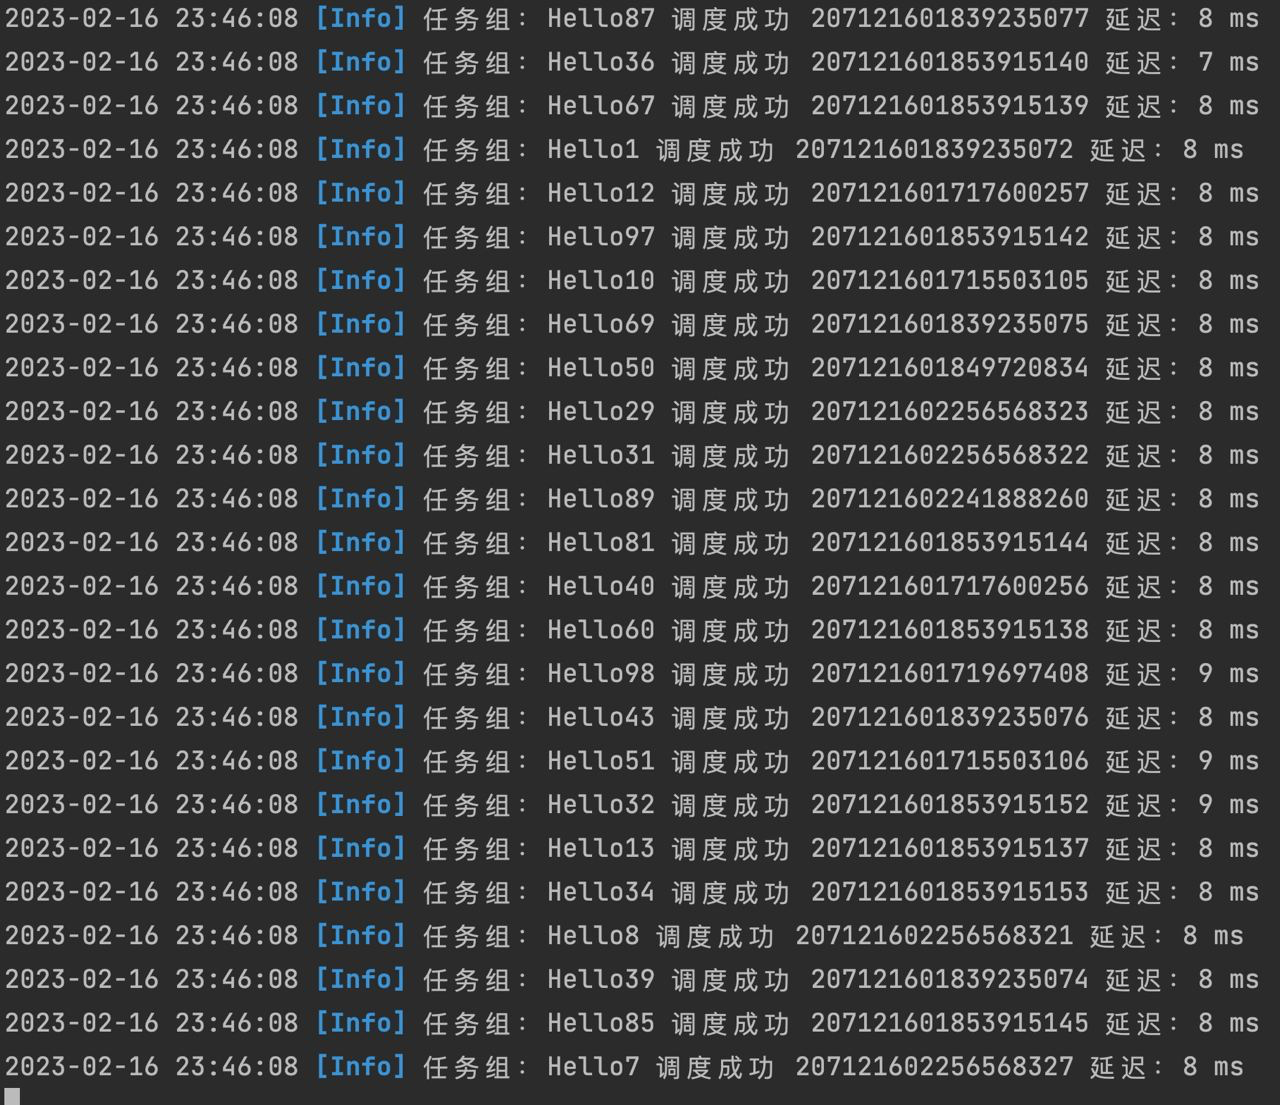 2023-02-16 23:46:08 [Info] 任务组: Hello87 调度成功 207121601839235077 延迟: 8 ms
2023-02-16 23:46:08 [Info] 任务组: Hello36 调度成功 207121601853915140 延迟: 7 ms
2023-02-16 23:46:08 [Info] 任务组: Hello67 调度成功 207121601853915139 延迟: 8 ms
2023-02-16 23:46:08 [Info] 任务组: Hello1 调度成功 207121601839235072 延迟: 8 ms
2023-02-16 23:46:08 [Info] 任务组: Hello12 调度成功 207121601717600257 延迟: 8 ms
2023-02-16 23:46:08 [Info] 任务组: Hello97 调度成功 207121601853915142 延迟: 8 ms
2023-02-16 23:46:08 [Info] 任务组: Hello10 调度成功 207121601715503105 延迟: 8 ms
2023-02-16 23:46:08 [Info] 任务组: Hello69 调度成功 207121601839235075 延迟: 8 ms
2023-02-16 23:46:08 [Info] 任务组: Hello50 调度成功 207121601849720834 延迟: 8 ms
2023-02-16 23:46:08 [Info] 任务组: Hello29 调度成功 207121602256568323 延迟: 8 ms
2023-02-16 23:46:08 [Info] 任务组: Hello31 调度成功 207121602256568322 延迟: 8 ms
2023-02-16 23:46:08 [Info] 任务组: Hello89 调度成功 207121602241888260 延迟: 8 ms
2023-02-16 23:46:08 [Info] 任务组: Hello81 调度成功 207121601853915144 延迟: 8 ms
2023-02-16 23:46:08 [Info] 任务组: Hello40 调度成功 207121601717600256 延迟: 8 ms
2023-02-16 23:46:08 [Info] 任务组: Hello60 调度成功 207121601853915138 延迟: 8 ms
2023-02-16 23:46:08 [Info] 任务组: Hello98 调度成功 207121601719697408 延迟: 9 ms
2023-02-16 23:46:08 [Info] 任务组: Hello43 调度成功 207121601839235076 延迟: 8 ms
2023-02-16 23:46:08 [Info] 任务组: Hello51 调度成功 207121601715503106 延迟: 9 ms
2023-02-16 23:46:08 [Info] 任务组: Hello32 调度成功 207121601853915152 延迟: 9 ms
2023-02-16 23:46:08 [Info] 任务组: Hello13 调度成功 207121601853915137 延迟: 8 ms
2023-02-16 23:46:08 [Info] 任务组: Hello34 调度成功 207121601853915153 延迟: 8 ms
2023-02-16 23:46:08 [Info] 任务组: Hello8 调度成功 207121602256568321 延迟: 8 ms
2023-02-16 23:46:08 [Info] 任务组: Hello39 调度成功 207121601839235074 延迟: 8 ms
2023-02-16 23:46:08 [Info] 任务组: Hello85 调度成功 207121601853915145 延迟: 8 ms
2023-02-16 23:46:08 [Info] 任务组: Hello7 调度成功 207121602256568327 延迟: 8 ms